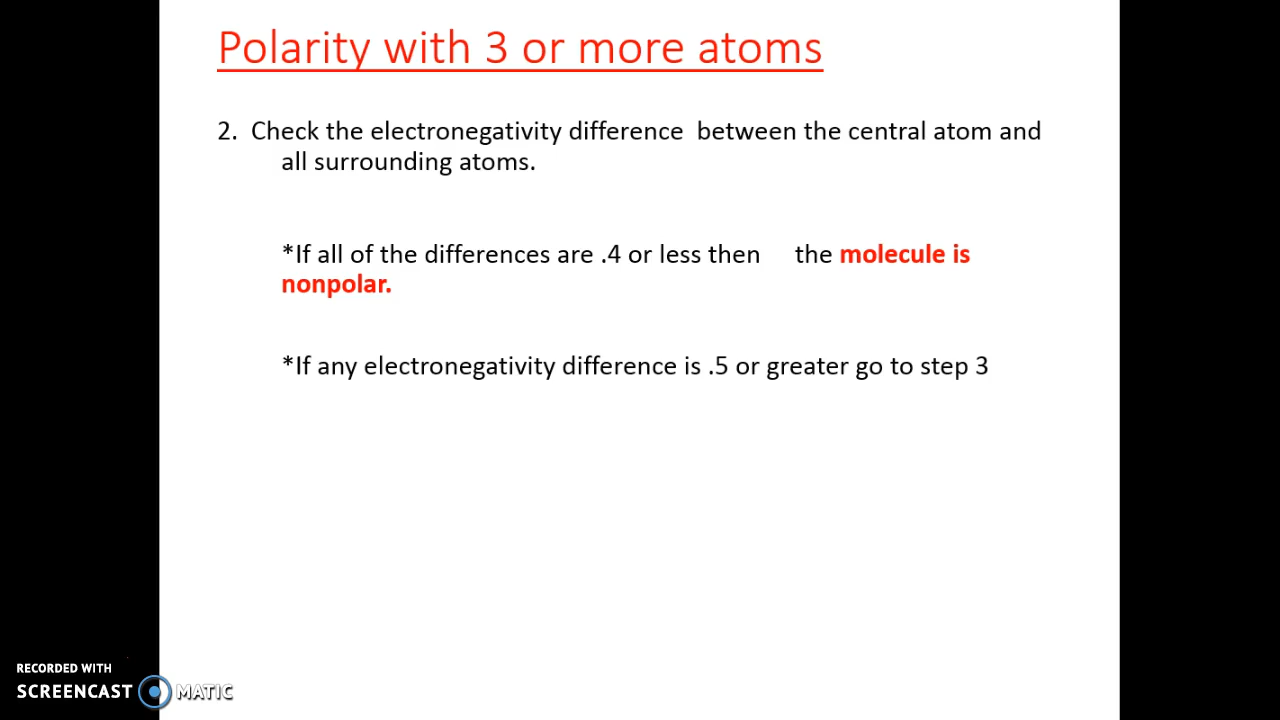 Polarity with 3 or more atoms
2. Check the electronegativity difference between the central atom and
all surrounding atoms.
*If all of the differences are .4 or less then the molecule is
nonpolar.
*If any electronegativity difference is .5 or greater go to step 3
RECORDED WITH
SCREENCAST MATIC